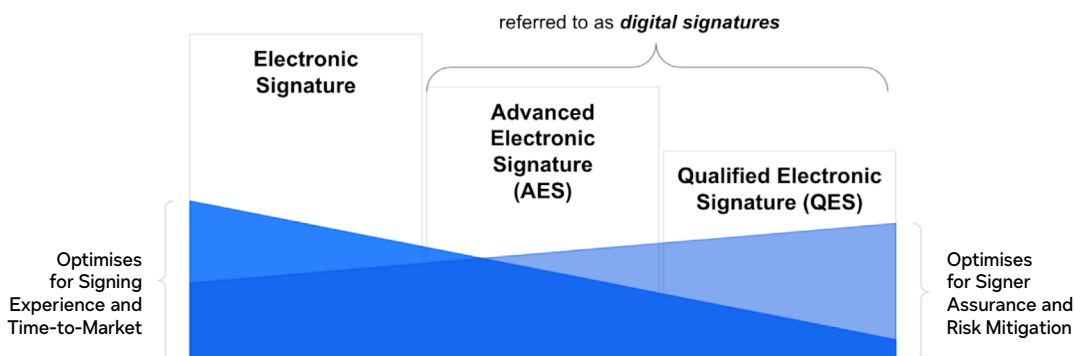 referred to as digital signatures
Electronic
Signature
Advanced
Electronic
Signature
(AES)
Qualified Electronic
Signature (QES)
Optimises
for Signing
Experience and
Time-to-Market
Optimises
for Signer
Assurance and
Risk Mitigation